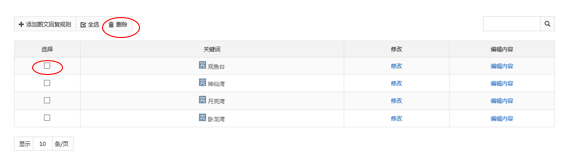 添加图文回复规则 全选 删除
选择 关键词 修改 编辑内容
观鱼台 修改 编辑内容
神仙湾 修改 编辑内容
月亮湾 修改 编辑内容
卧龙湾 修改 编辑内容
显示 10 条/页